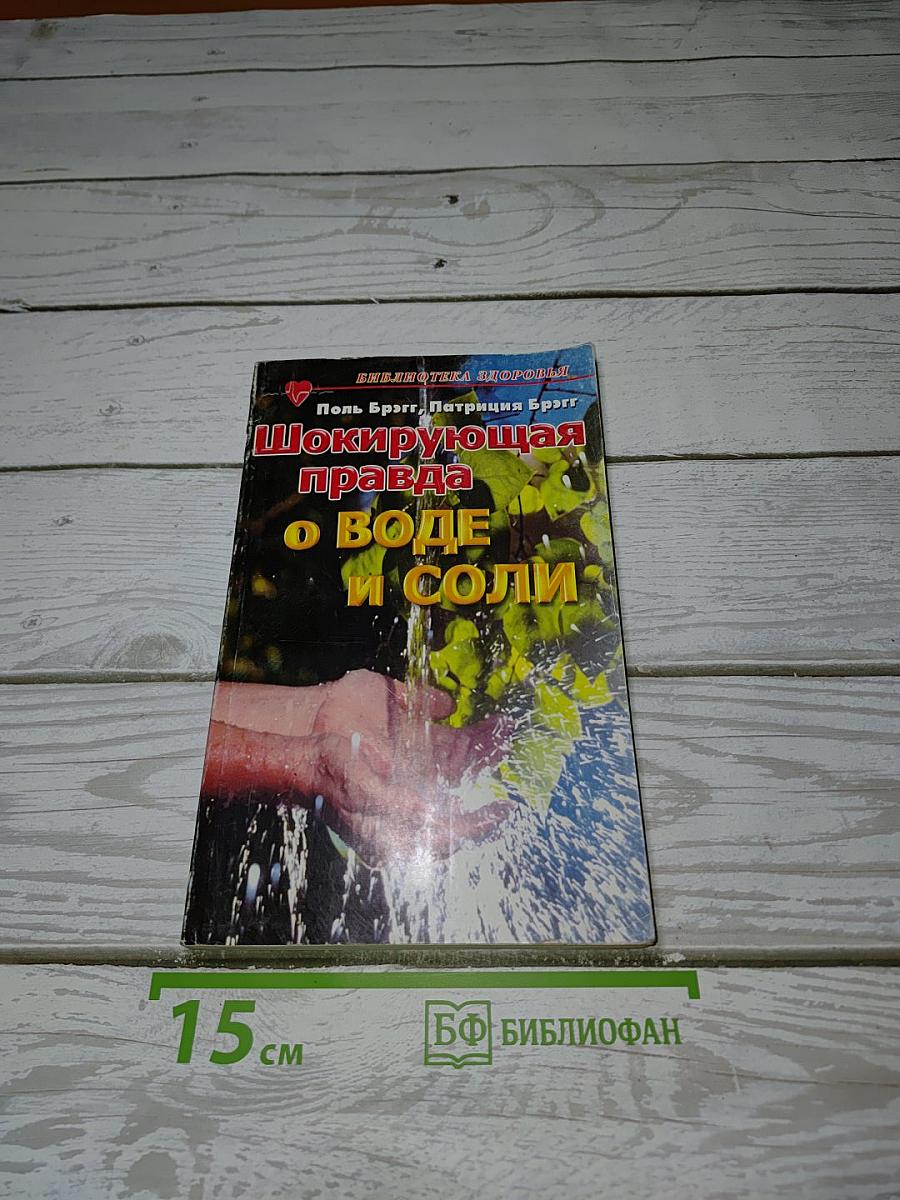 БИБЛИОТЕКА ЗДОРОВЬЯ
Поль Брэгг, Патриция Брэгг
Шокирующая
правда
о ВОДЕ
и СОЛИ
15 см
БФ БИБЛИОФАН